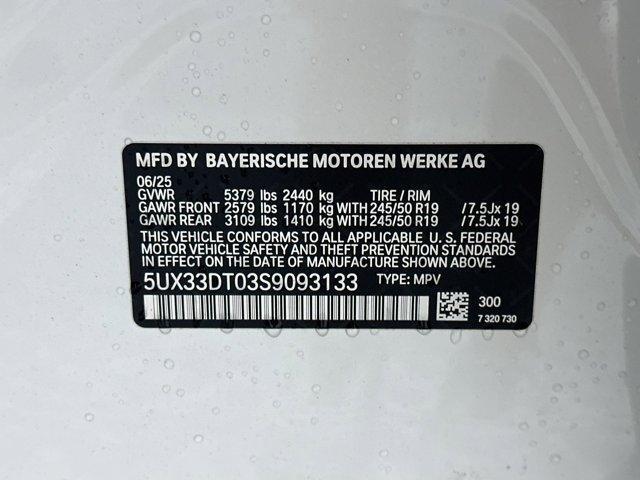 MFD BY BAYERISCHE MOTOREN WERKE AG
06/25
GVWR 5379 lbs 2440 kg TIRE / RIM
GAWR FRONT 2579 lbs 1170 kg WITH 245/50 R19 /7.5Jx 19
GAWR REAR 3109 lbs 1410 kg WITH 245/50 R19 /7.5Jx 19
THIS VEHICLE CONFORMS TO ALL APPLICABLE U. S. FEDERAL
MOTOR VEHICLE SAFETY AND THEFT PREVENTION STANDARDS
IN EFFECT ON THE DATE OF MANUFACTURE SHOWN ABOVE.
5UX33DT03S9093133 TYPE: MPV
300
7 320 730